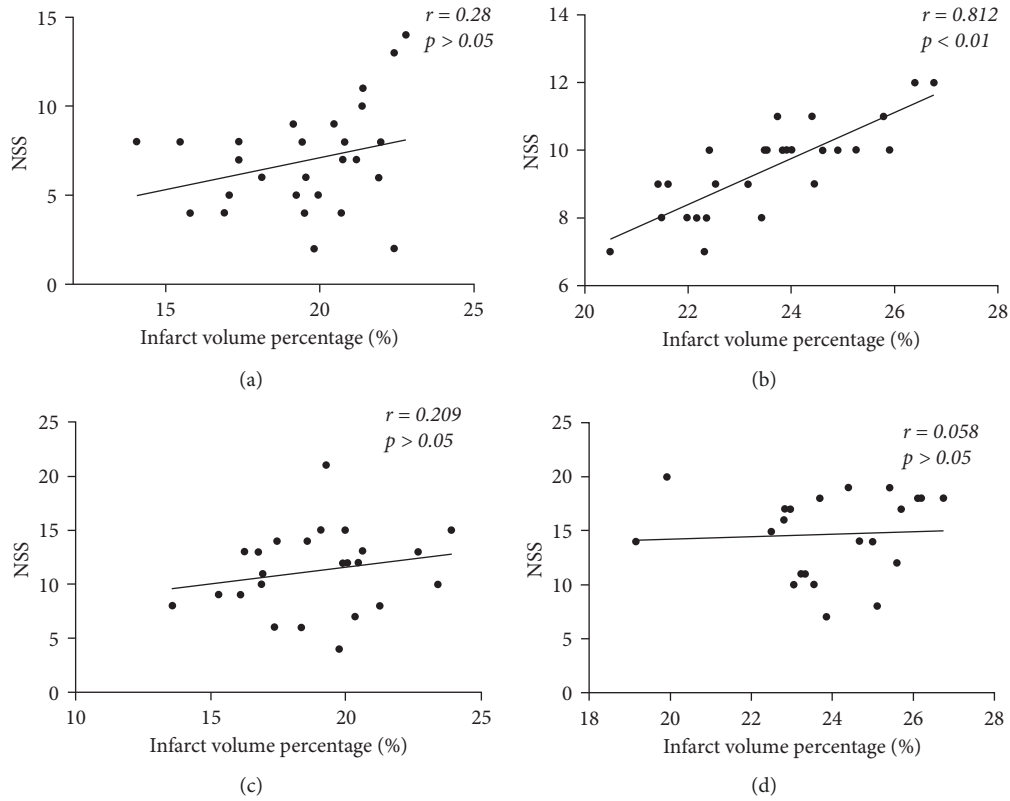 r = 0.28
p > 0.05
15
10
5
0
NSS
15
20
25
Infarct volume percentage (%)
(a)
r = 0.812
p < 0.01
14
12
10
8
6
NSS
20
22
24
26
28
Infarct volume percentage (%)
(b)
r = 0.209
p > 0.05
25
20
15
10
5
0
NSS
10
15
20
25
Infarct volume percentage (%)
(c)
r = 0.058
p > 0.05
25
20
15
10
5
0
NSS
18
20
22
24
26
28
Infarct volume percentage (%)
(d)